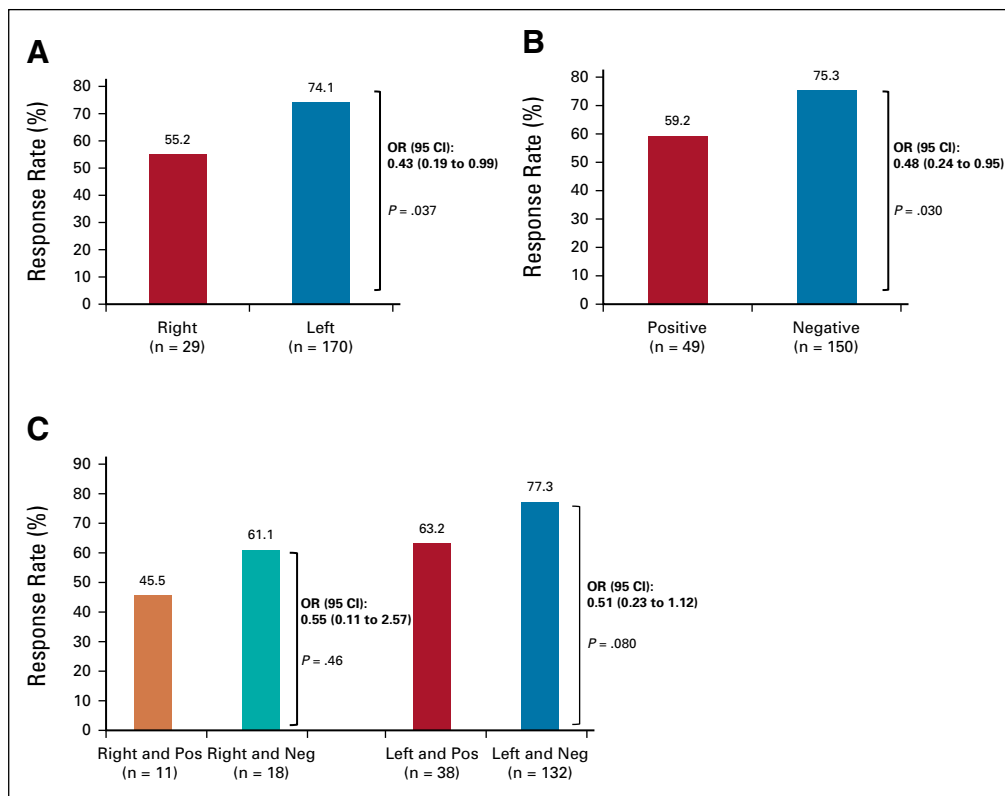 A
Response Rate (%)
80
70
60
50
40
30
20
10
0
55.2
74.1
OR (95 CI):
0.43 (0.19 to 0.99)
P = .037
Right
(n = 29)
Left
(n = 170)
B
Response Rate (%)
80
70
60
50
40
30
20
10
0
59.2
75.3
OR (95 CI):
0.48 (0.24 to 0.95)
P = .030
Positive
(n = 49)
Negative
(n = 150)
C
Response Rate (%)
90
80
70
60
50
40
30
20
10
0
45.5
61.1
OR (95 CI):
0.55 (0.11 to 2.57)
P = .46
63.2
77.3
OR (95 CI):
0.51 (0.23 to 1.12)
P = .080
Right and Pos
(n = 11)
Right and Neg
(n = 18)
Left and Pos
(n = 38)
Left and Neg
(n = 132)